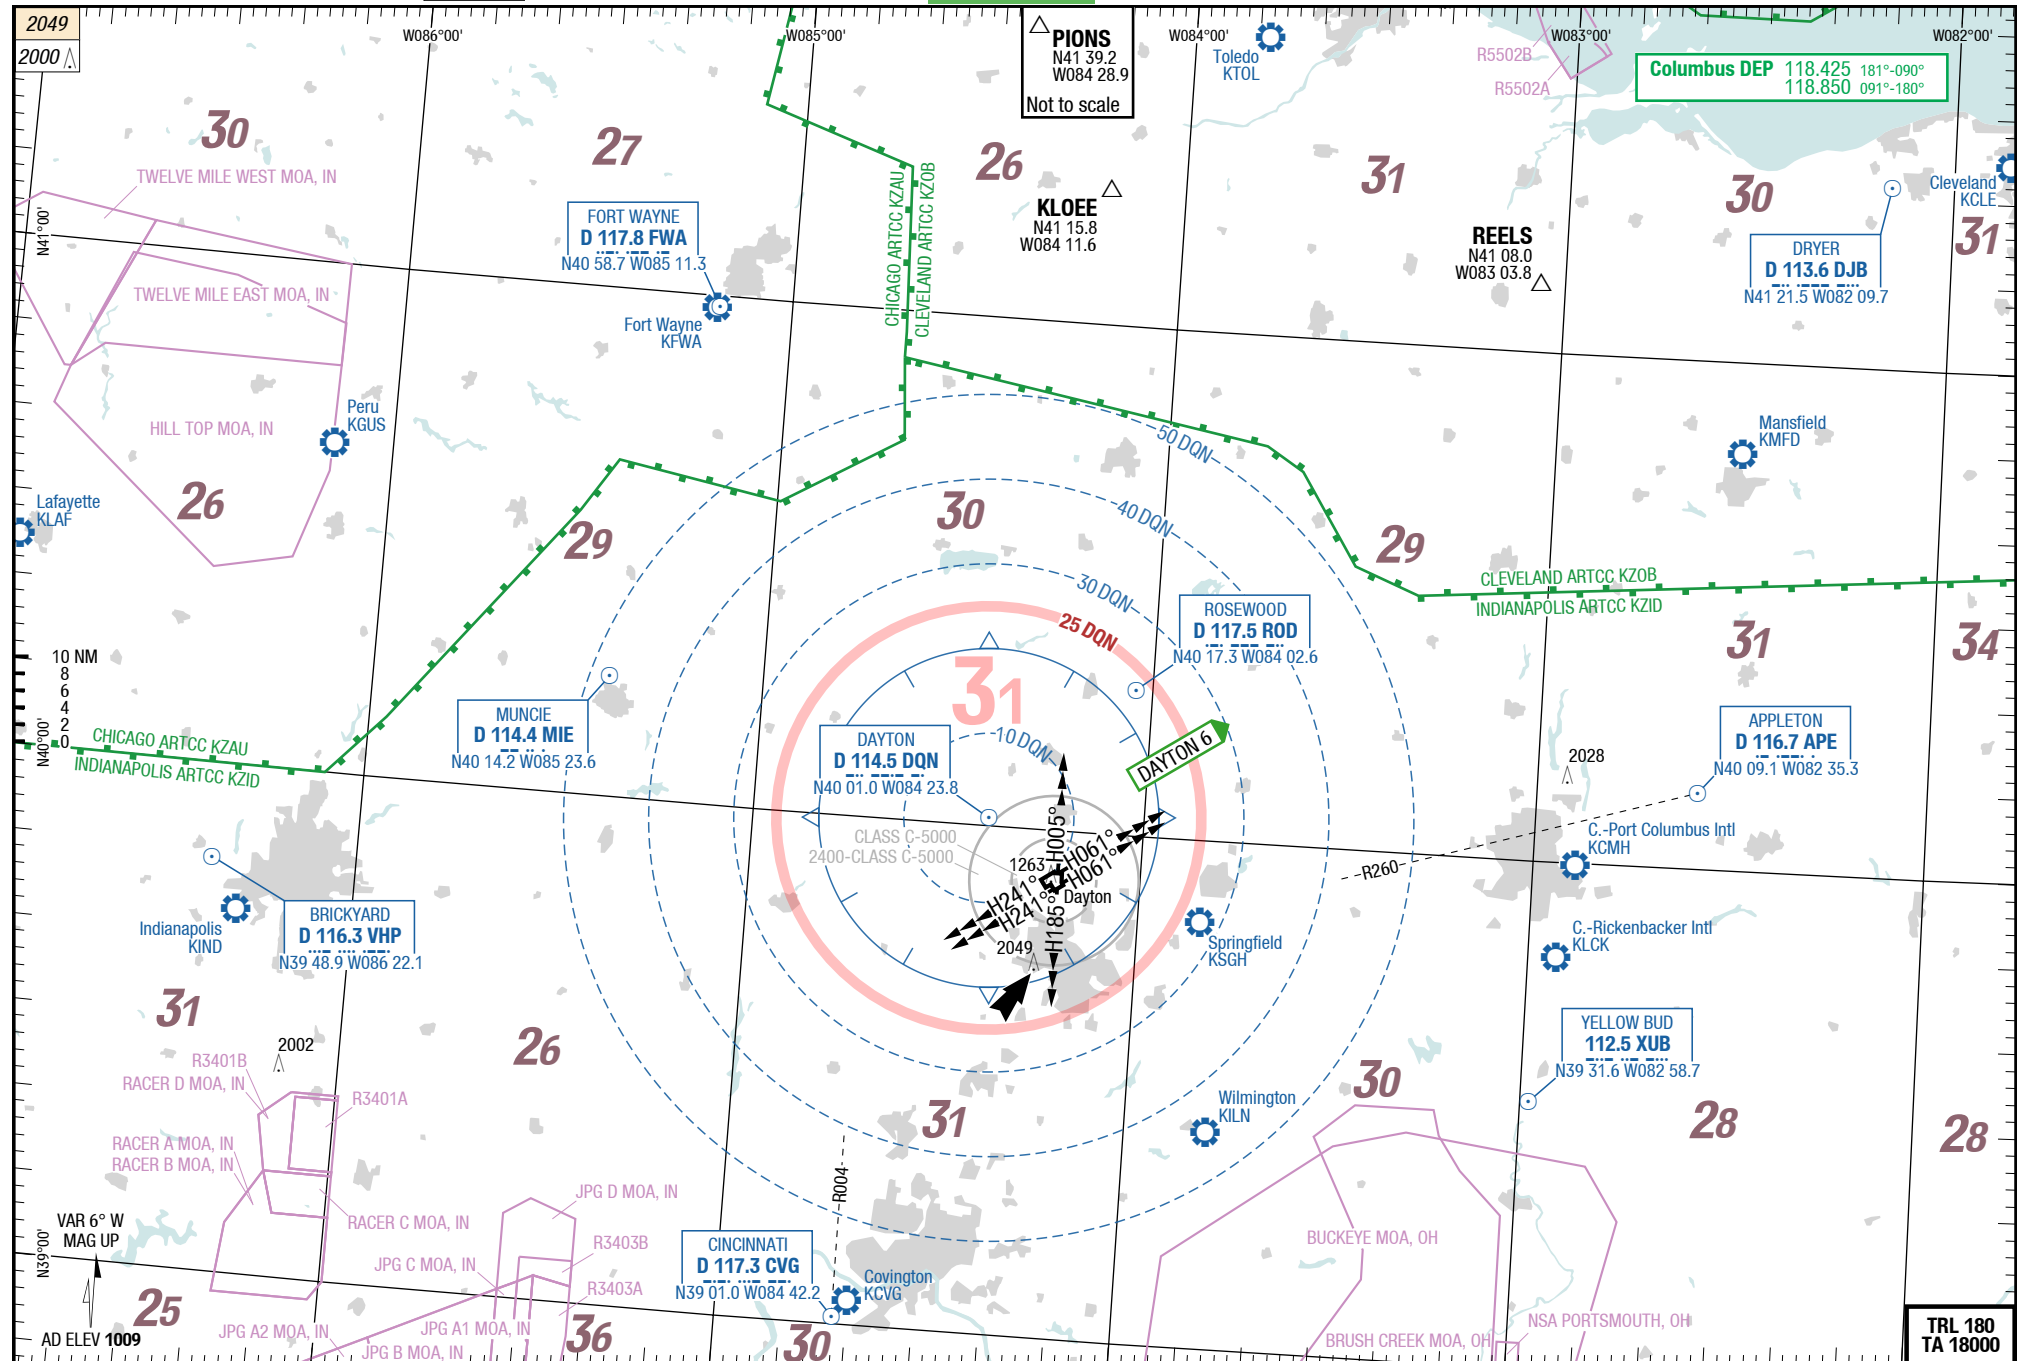 2049
2000
W086°00'
W085°00'
PIONS
N41 39.2
W084 28.9
Not to scale
W084°00'
Toledo
KTOL
W083°00'
R5502B
R5502A
W082°00'
Columbus DEP 118.425 181°-090°
118.850 091°-180°
30
27
26
31
30
31
TWELVE MILE WEST MOA, IN
N41°00'
TWELVE MILE EAST MOA, IN
FORT WAYNE
D 117.8 FWA
N40 58.7 W085 11.3
Fort Wayne
KFWA
CHICAGO ARTCC KZAU
CLEVELAND ARTCC KZOB
KLOEE
N41 15.8
W084 11.6
REELS
N41 08.0
W083 03.8
Cleveland
KCLE
DRYER
D 113.6 DJB
N41 21.5 W082 09.7
HILL TOP MOA, IN
Peru
KGUS
Lafayette
KLAF
26
29
30
29
50 DQN
40 DQN
30 DQN
25 DQN
10 DQN
Mansfield
KMFD
CLEVELAND ARTCC KZOB
INDIANAPOLIS ARTCC KZID
31
34
31
ROSEWOOD
D 117.5 ROD
N40 17.3 W084 02.6
10 NM
8
6
4
2
0
N40°00'
CHICAGO ARTCC KZAU
INDIANAPOLIS ARTCC KZID
MUNCIE
D 114.4 MIE
N40 14.2 W085 23.6
DAYTON
D 114.5 DQN
N40 01.0 W084 23.8
DAYTON 6
APPLETON
D 116.7 APE
N40 09.1 W082 35.3
2028
CLASS C-5000
2400-CLASS C-5000
1263
H005°
H061°
H061°
H241°
H241°
H185°
Dayton
2049
R260
C.-Port Columbus Intl
KCMH
C.-Rickenbacker Intl
KLCK
Springfield
KSGH
Indianapolis
KIND
BRICKYARD
D 116.3 VHP
N39 48.9 W086 22.1
31
26
2002
R3401B
RACER D MOA, IN
R3401A
RACER A MOA, IN
RACER B MOA, IN
RACER C MOA, IN
YELLOW BUD
112.5 XUB
N39 31.6 W082 58.7
30
28
28
31
Wilmington
KILN
R004
JPG D MOA, IN
R3403B
JPG C MOA, IN
R3403A
JPG A2 MOA, IN
JPG A1 MOA, IN
JPG B MOA, IN
VAR 6° W
MAG UP
N39°00'
25
AD ELEV 1009
36
30
CINCINNATI
D 117.3 CVG
N39 01.0 W084 42.2
Covington
KCVG
BUCKEYE MOA, OH
BRUSH CREEK MOA, OH
NSA PORTSMOUTH, OH
TRL 180
TA 18000